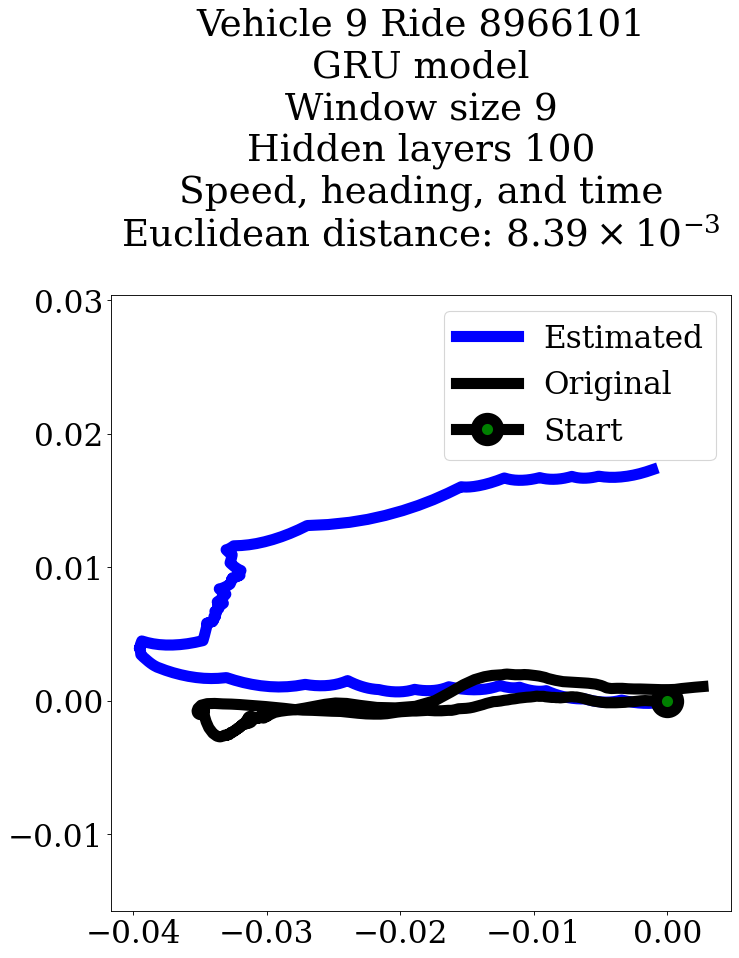 Vehicle 9 Ride 8966101
GRU model
Window size 9
Hidden layers 100
Speed, heading, and time
Euclidean distance: 8.39 × 10⁻³
Estimated
Original
Start
0.03
0.02
0.01
0.00
−0.01
−0.04
−0.03
−0.02
−0.01
0.00